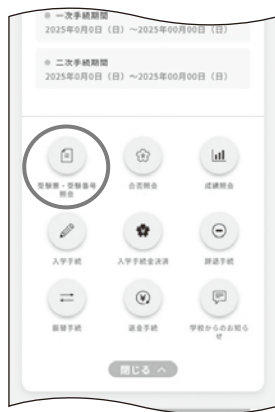 一次手続期間
2025年0月0日（日）～2025年00月00日（日）
二次手続期間
2025年0月0日（日）～2025年00月00日（日）
受験票・受験番号
照会
合否照会
成績照会
入学手続
入学手続金決済
辞退手続
振替手続
返金手続
学校からのお知ら
せ
閉じる